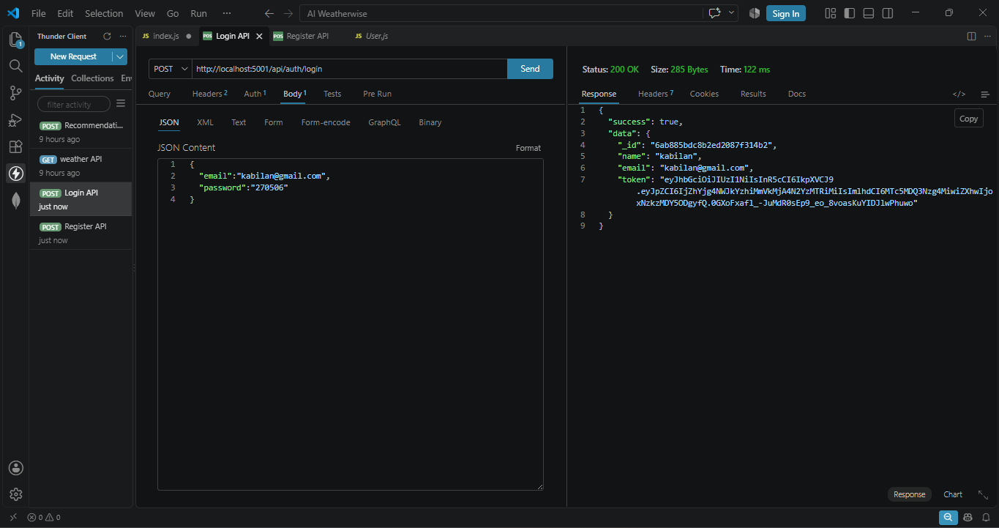 File Edit Selection View Go Run ··· AI Weatherwise Sign In
Thunder Client
New Request
Activity Collections En
filter activity
POST Recommendati...
9 hours ago
GET weather API
9 hours ago
POST Login API
just now
POST Register API
just now
JS index.js POS Login API POS Register API JS User.js
POST http://localhost:5001/api/auth/login Send
Query Headers 2 Auth 1 Body 1 Tests Pre Run
JSON XML Text Form Form-encode GraphQL Binary
JSON Content Format
1 {
2 "email":"kabilan@gmail.com",
3 "password":"270506"
4 }
Status: 200 OK Size: 285 Bytes Time: 122 ms
Response Headers 7 Cookies Results Docs </>
Copy
1 {
2 "success": true,
3 "data": {
4 "_id": "6ab885bdc8b2ed2087f314b2",
5 "name": "kabilan",
6 "email": "kabilan@gmail.com",
7 "token": "eyJhbGciOiJIUzI1NiIsInR5cCI6IkpXVCJ9
.eyJpZCI6IjZhYjg4NWJkYzhiMmVkMjA4N2YzMTRiMiIsImlhdCI6MTc5MDQ3Nzg4MiwiZXhwIjo
xNzkzMDY5ODgyfQ.0GXoFxafl_-JuMdR0sEp9_eo_8voasKuYIDJlwPhuwo"
8 }
9 }
Response Chart
0 0
1